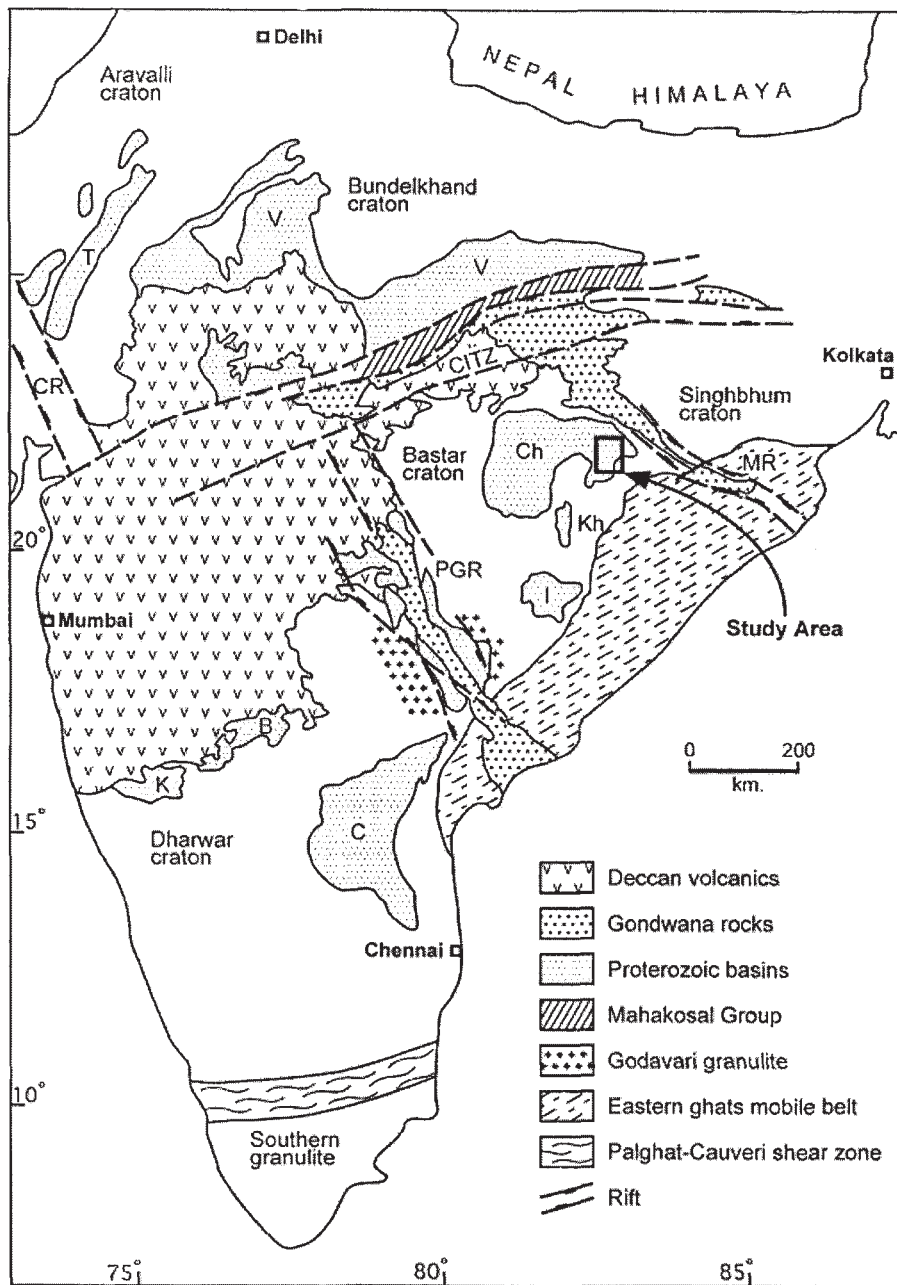 Delhi
NEPAL HIMALAYA
Aravalli
craton
Bundelkhand
craton
V
T
V
Kolkata
CITZ
CR
Singhbhum
craton
Bastar
craton
Ch
MR
Kh
20°
PGR
I
Mumbai
Study Area
B
0 200
km.
K
15°
Dharwar
craton
C
Deccan volcanics
Gondwana rocks
Chennai
Proterozoic basins
Mahakosal Group
Godavari granulite
10°
Eastern ghats mobile belt
Southern
granulite
Palghat-Cauveri shear zone
Rift
75° 80° 85°